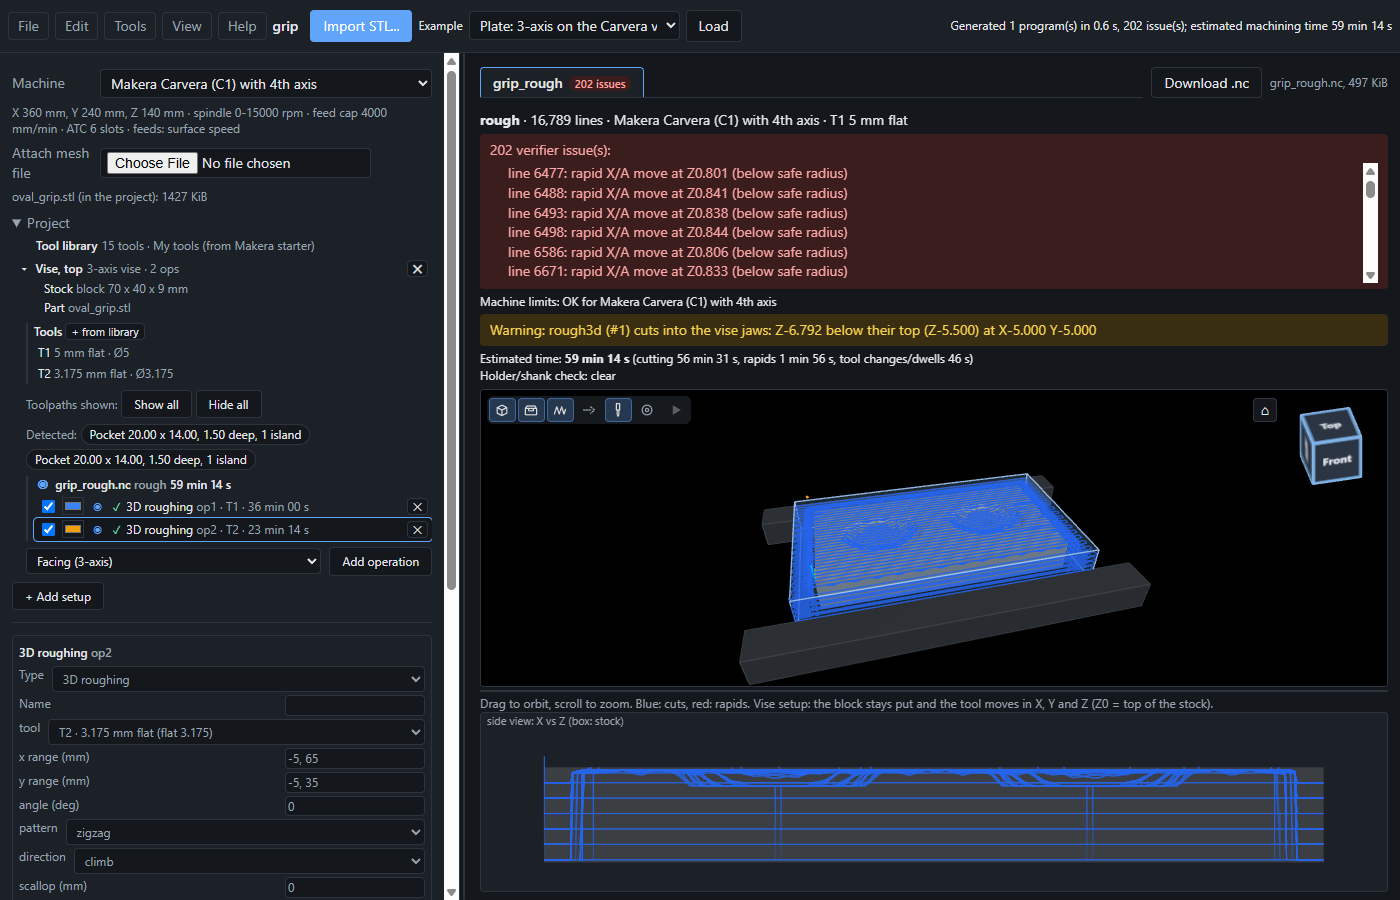 File Edit Tools View Help grip Import STL... Example Plate: 3-axis on the Carvera v Load Generated 1 program(s) in 0.6 s, 202 issue(s); estimated machining time 59 min 14 s
Machine Makera Carvera (C1) with 4th axis
X 360 mm, Y 240 mm, Z 140 mm · spindle 0-15000 rpm · feed cap 4000
mm/min · ATC 6 slots · feeds: surface speed
Attach mesh
file Choose File No file chosen
oval_grip.stl (in the project): 1427 KiB
Project
Tool library 15 tools · My tools (from Makera starter)
Vise, top 3-axis vise · 2 ops
Stock block 70 x 40 x 9 mm
Part oval_grip.stl
Tools + from library
T1 5 mm flat · Ø5
T2 3.175 mm flat · Ø3.175
Toolpaths shown: Show all Hide all
Detected: Pocket 20.00 x 14.00, 1.50 deep, 1 island
Pocket 20.00 x 14.00, 1.50 deep, 1 island
grip_rough.nc rough 59 min 14 s
✓ 3D roughing op1 · T1 · 36 min 00 s
✓ 3D roughing op2 · T2 · 23 min 14 s
Facing (3-axis) Add operation
+ Add setup
3D roughing op2
Type 3D roughing
Name
tool T2 · 3.175 mm flat (flat 3.175)
x range (mm) -5, 65
y range (mm) -5, 35
angle (deg) 0
pattern zigzag
direction climb
scallop (mm) 0
grip_rough 202 issues Download .nc grip_rough.nc, 497 KiB
rough · 16,789 lines · Makera Carvera (C1) with 4th axis · T1 5 mm flat
202 verifier issue(s):
line 6477: rapid X/A move at Z0.801 (below safe radius)
line 6488: rapid X/A move at Z0.841 (below safe radius)
line 6493: rapid X/A move at Z0.838 (below safe radius)
line 6498: rapid X/A move at Z0.844 (below safe radius)
line 6586: rapid X/A move at Z0.806 (below safe radius)
line 6671: rapid X/A move at Z0.833 (below safe radius)
Machine limits: OK for Makera Carvera (C1) with 4th axis
Warning: rough3d (#1) cuts into the vise jaws: Z-6.792 below their top (Z-5.500) at X-5.000 Y-5.000
Estimated time: 59 min 14 s (cutting 56 min 31 s, rapids 1 min 56 s, tool changes/dwells 46 s)
Holder/shank check: clear
Top
Front
Drag to orbit, scroll to zoom. Blue: cuts, red: rapids. Vise setup: the block stays put and the tool moves in X, Y and Z (Z0 = top of the stock).
side view: X vs Z (box: stock)